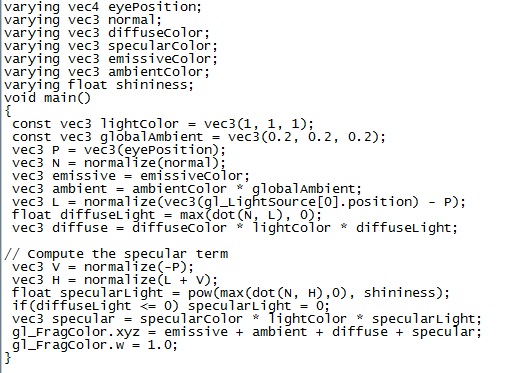 varying vec4 eyePosition;
varying vec3 normal;
varying vec3 diffuseColor;
varying vec3 specularColor;
varying vec3 emissiveColor;
varying vec3 ambientColor;
varying float shininess;
void main()
{
const vec3 lightColor = vec3(1, 1, 1);
const vec3 globalAmbient = vec3(0.2, 0.2, 0.2);
vec3 P = vec3(eyePosition);
vec3 N = normalize(normal);
vec3 emissive = emissiveColor;
vec3 ambient = ambientColor * globalAmbient;
vec3 L = normalize(vec3(gl_LightSource[0].position) - P);
float diffuseLight = max(dot(N, L), 0);
vec3 diffuse = diffuseColor * lightColor * diffuseLight;
// Compute the specular term
vec3 V = normalize(-P);
vec3 H = normalize(L + V);
float specularLight = pow(max(dot(N, H),0), shininess);
if(diffuseLight <= 0) specularLight = 0;
vec3 specular = specularColor * lightColor * specularLight;
gl_FragColor.xyz = emissive + ambient + diffuse + specular;
gl_FragColor.w = 1.0;
}